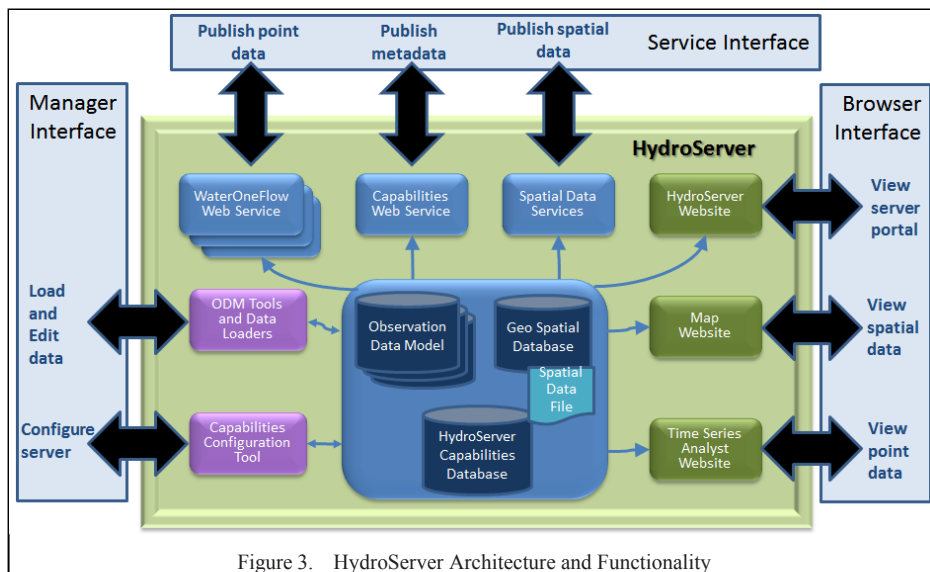 Publish point
data
Publish
metadata
Publish spatial
data
Service Interface
Manager
Interface
Browser
Interface
HydroServer
WaterOneFlow
Web Service
Capabilities
Web Service
Spatial Data
Services
HydroServer
Website
View
server
portal
Load
and
Edit
data
ODM Tools
and Data
Loaders
Observation
Data Model
Geo Spatial
Database
Spatial
Data
File
Map
Website
View
spatial
data
Configure
server
Capabilities
Configuration
Tool
HydroServer
Capabilities
Database
Time Series
Analyst
Website
View
point
data
Figure 3. HydroServer Architecture and Functionality